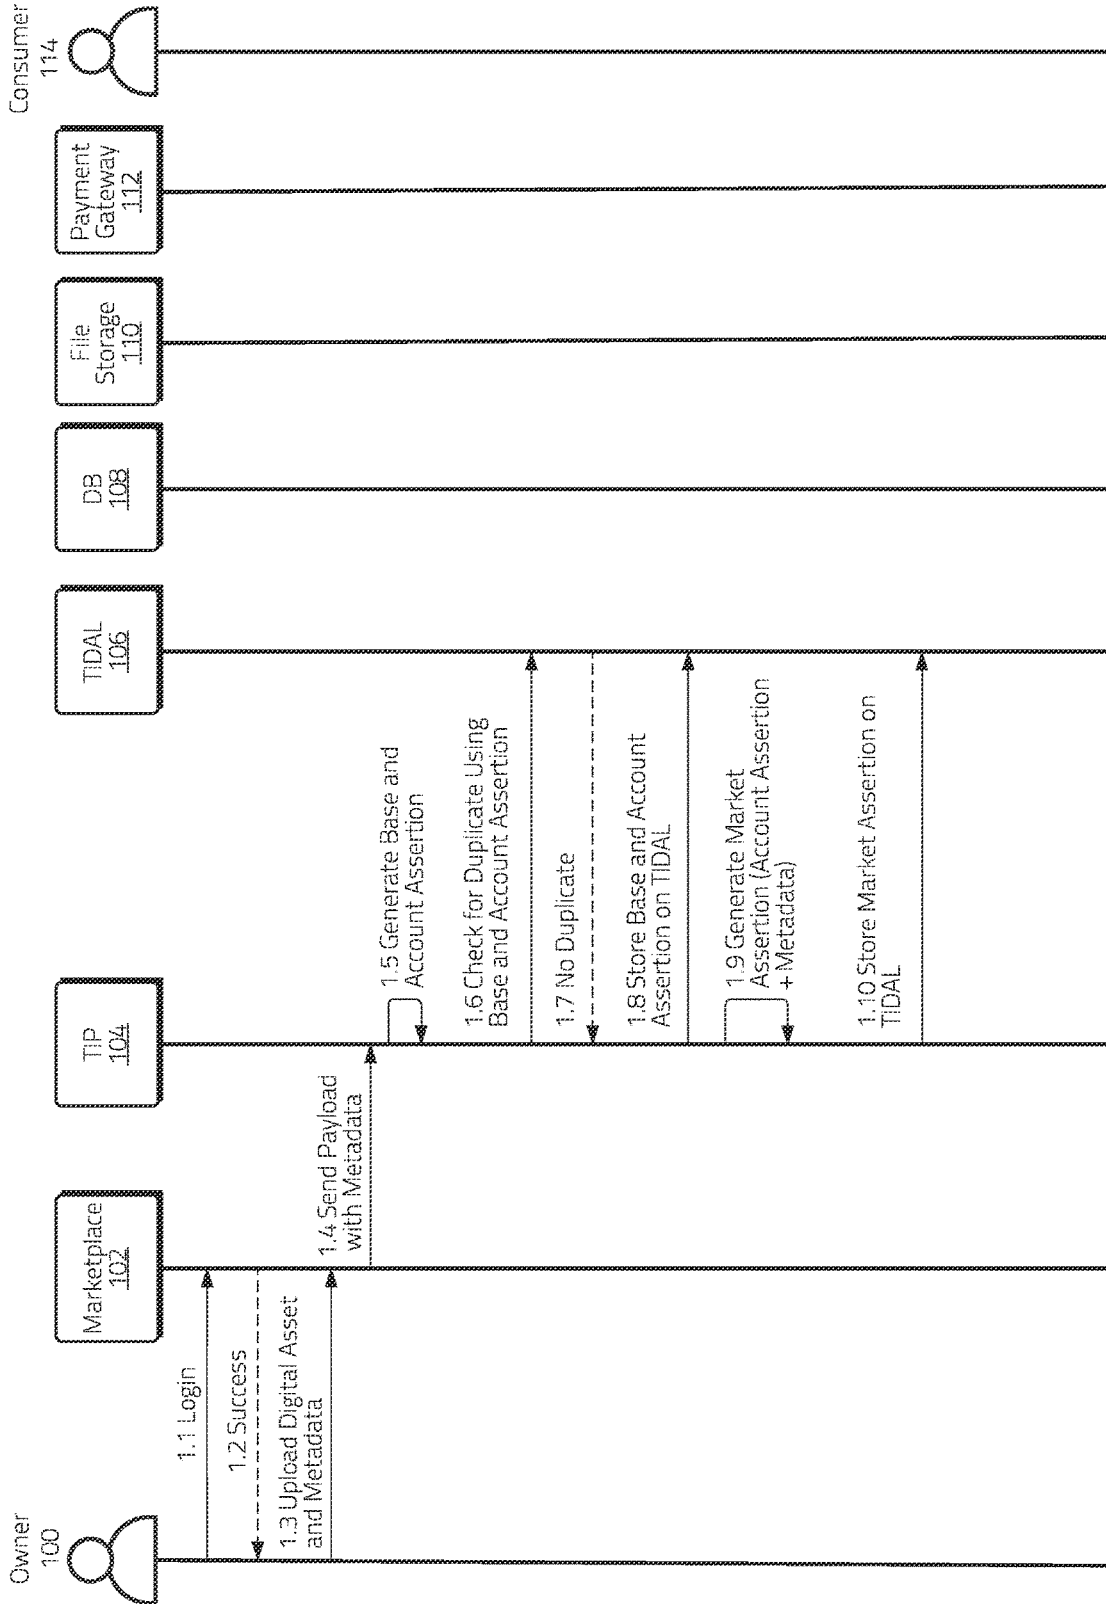 Owner
100
Marketplace
102
TIP
104
TIDAL
106
DB
108
File
Storage
110
Payment
Gateway
112
Consumer
114
1.1 Login
1.2 Success
1.3 Upload Digital Asset
and Metadata
1.4 Send Payload
with Metadata
1.5 Generate Base and
Account Assertion
1.6 Check for Duplicate Using
Base and Account Assertion
1.7 No Duplicate
1.8 Store Base and Account
Assertion on TIDAL
1.9 Generate Market
Assertion (Account Assertion
+ Metadata)
1.10 Store Market Assertion on
TIDAL